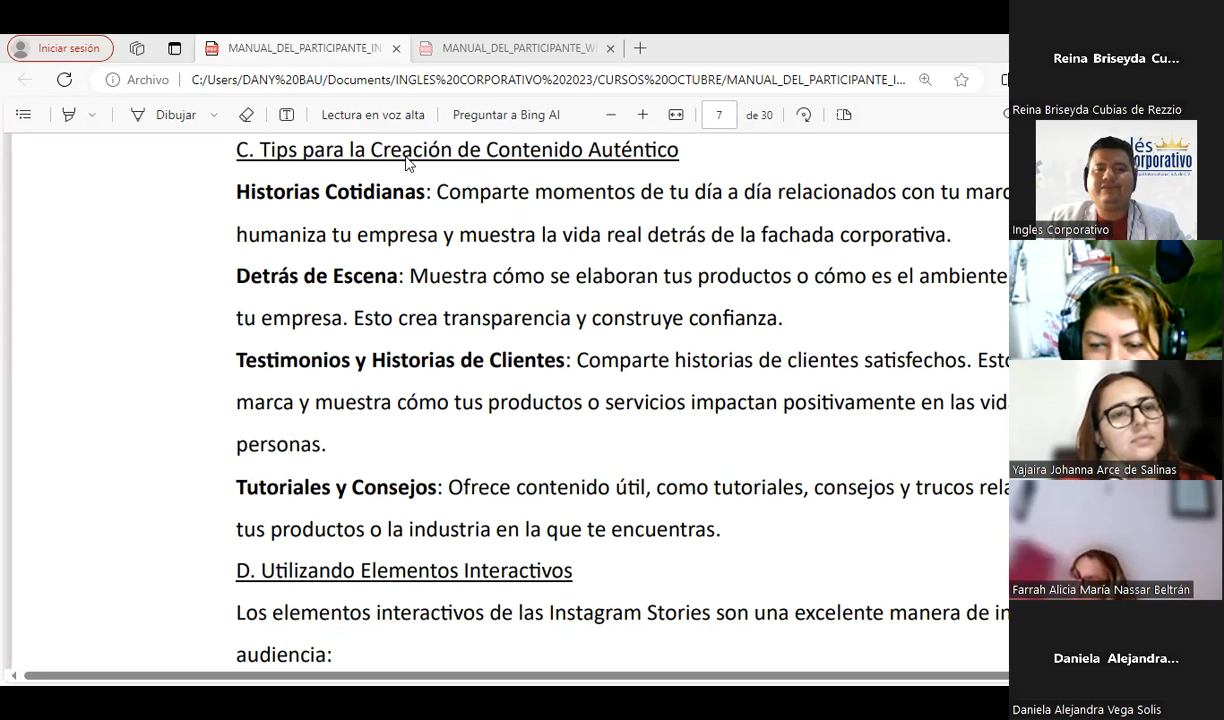 Iniciar sesión
MANUAL_DEL_PARTICIPANTE_IN
MANUAL_DEL_PARTICIPANTE_W
Archivo
C:/Users/DANY%20BAU/Documents/INGLES%20CORPORATIVO%202023/CURSOS%20OCTUBRE/MANUAL_DEL_PARTICIPANTE_I...
Dibujar
Lectura en voz alta
Preguntar a Bing AI
7
de 30
C. Tips para la Creación de Contenido Auténtico
Historias Cotidianas: Comparte momentos de tu día a día relacionados con tu marc
humaniza tu empresa y muestra la vida real detrás de la fachada corporativa.
Detrás de Escena: Muestra cómo se elaboran tus productos o cómo es el ambiente
tu empresa. Esto crea transparencia y construye confianza.
Testimonios y Historias de Clientes: Comparte historias de clientes satisfechos. Esto
marca y muestra cómo tus productos o servicios impactan positivamente en las vida
personas.
Tutoriales y Consejos: Ofrece contenido útil, como tutoriales, consejos y trucos rela
tus productos o la industria en la que te encuentras.
D. Utilizando Elementos Interactivos
Los elementos interactivos de las Instagram Stories son una excelente manera de in
audiencia:
Reina Briseyda Cu...
Reina Briseyda Cubias de Rezzio
lés
orporativo
Ingles Corporativo
Yajaira Johanna Arce de Salinas
Farrah Alicia María Nassar Beltrán
Daniela Alejandra...
Daniela Alejandra Vega Solís